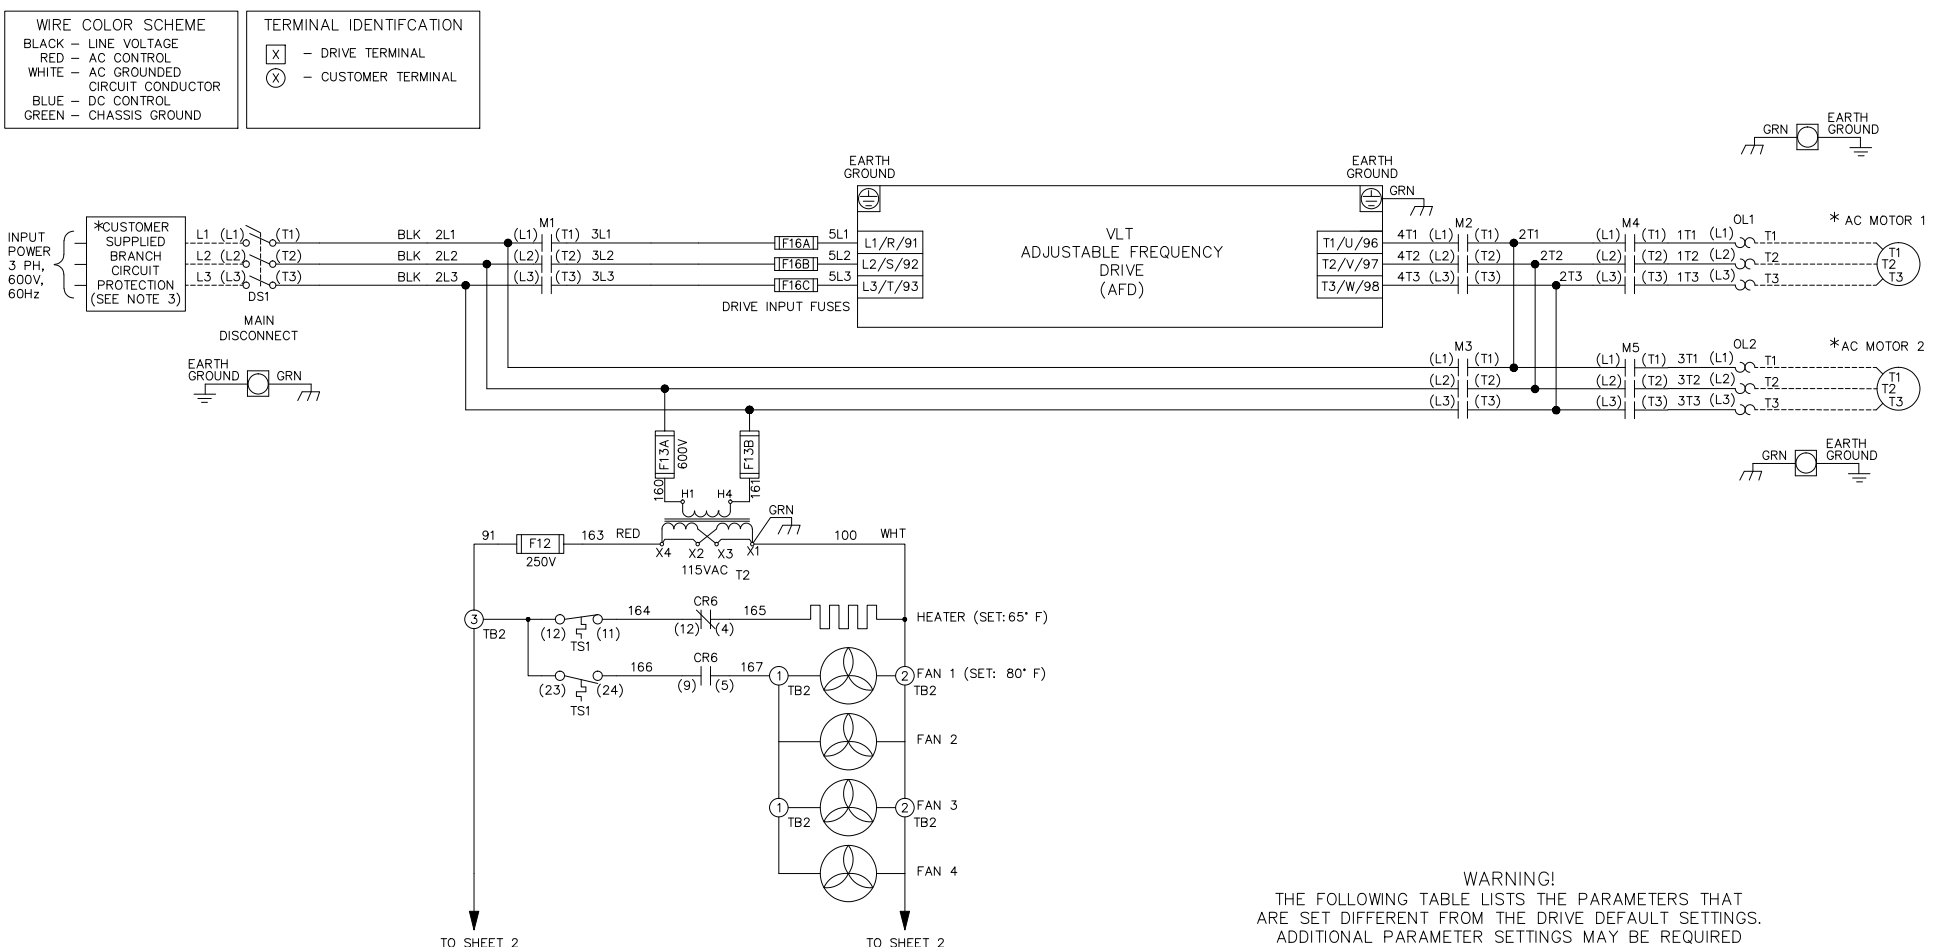 WIRE COLOR SCHEME
BLACK – LINE VOLTAGE
RED – AC CONTROL
WHITE – AC GROUNDED
CIRCUIT CONDUCTOR
BLUE – DC CONTROL
GREEN – CHASSIS GROUND
TERMINAL IDENTIFCATION
X – DRIVE TERMINAL
X – CUSTOMER TERMINAL
GRN
EARTH
GROUND
INPUT
POWER
3 PH,
600V,
60Hz
*CUSTOMER
SUPPLIED
BRANCH
CIRCUIT
PROTECTION
(SEE NOTE 3)
L1 (L1) (T1) BLK 2L1 (L1) M1 (T1) 3L1 F16A 5L1
L2 (L2) (T2) BLK 2L2 (L2) (T2) 3L2 F16B 5L2
L3 (L3) (T3) BLK 2L3 (L3) (T3) 3L3 F16C 5L3
DS1
MAIN
DISCONNECT
DRIVE INPUT FUSES
EARTH
GROUND
EARTH
GROUND
GRN
L1/R/91
L2/S/92
L3/T/93
VLT
ADJUSTABLE FREQUENCY
DRIVE
(AFD)
T1/U/96
T2/V/97
T3/W/98
4T1 (L1) M2 (T1) 2T1 (L1) M4 (T1) 1T1 (L1) OL1 T1
4T2 (L2) (T2) 2T2 (L2) (T2) 1T2 (L2) T2
4T3 (L3) (T3) 2T3 (L3) (T3) 1T3 (L3) T3
* AC MOTOR 1
T1
T2
T3
EARTH
GROUND
GRN
(L1) M3 (T1) (L1) M5 (T1) 3T1 (L1) OL2 T1
(L2) (T2) (L2) (T2) 3T2 (L2) T2
(L3) (T3) (L3) (T3) 3T3 (L3) T3
* AC MOTOR 2
T1
T2
T3
GRN
EARTH
GROUND
F13A
600V
F13B
160
161
H1 H4
GRN
91 F12 163 RED
250V
X4 X2 X3 X1
100 WHT
115VAC T2
3
TB2
(12) (11)
TS1
164
CR6
(12) (4)
165
HEATER (SET:65° F)
(23) (24)
TS1
166
CR6
(9) (5)
167
1
TB2
2
TB2
FAN 1 (SET: 80° F)
FAN 2
1
TB2
2
TB2
FAN 3
FAN 4
TO SHEET 2
TO SHEET 2
WARNING!
THE FOLLOWING TABLE LISTS THE PARAMETERS THAT
ARE SET DIFFERENT FROM THE DRIVE DEFAULT SETTINGS.
ADDITIONAL PARAMETER SETTINGS MAY BE REQUIRED